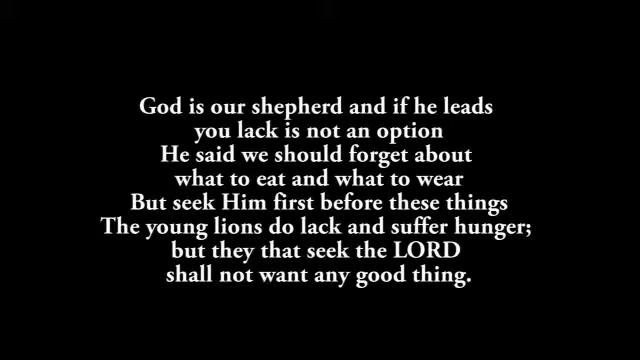 God is our shepherd and if he leads
you lack is not an option
He said we should forget about
what to eat and what to wear
But seek Him first before these things
The young lions do lack and suffer hunger;
but they that seek the LORD
shall not want any good thing.